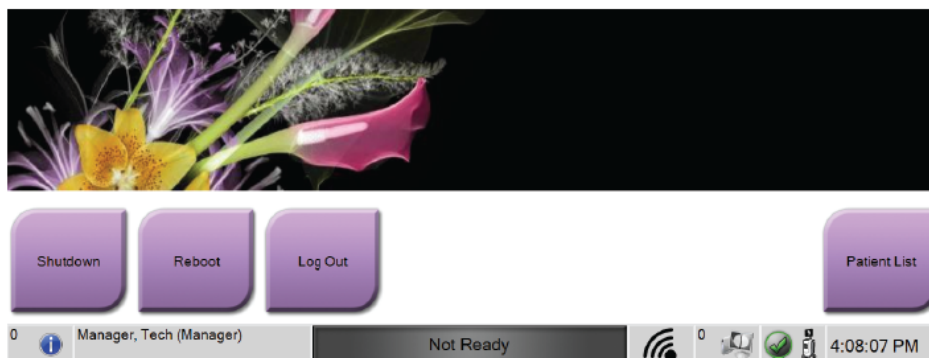 Shutdown
Reboot
Log Out
Patient List
0
Manager, Tech (Manager)
Not Ready
0
4:08:07 PM